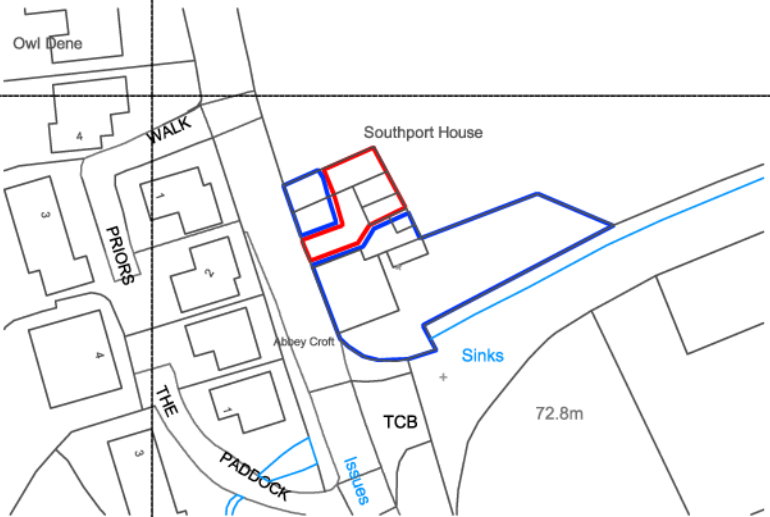 Owl Dene
4
WALK
Southport House
1
3
PRIORS
2
Abbey Croft
4
Sinks
THE
1
TCB
72.8m
3
PADDOCK
Issues